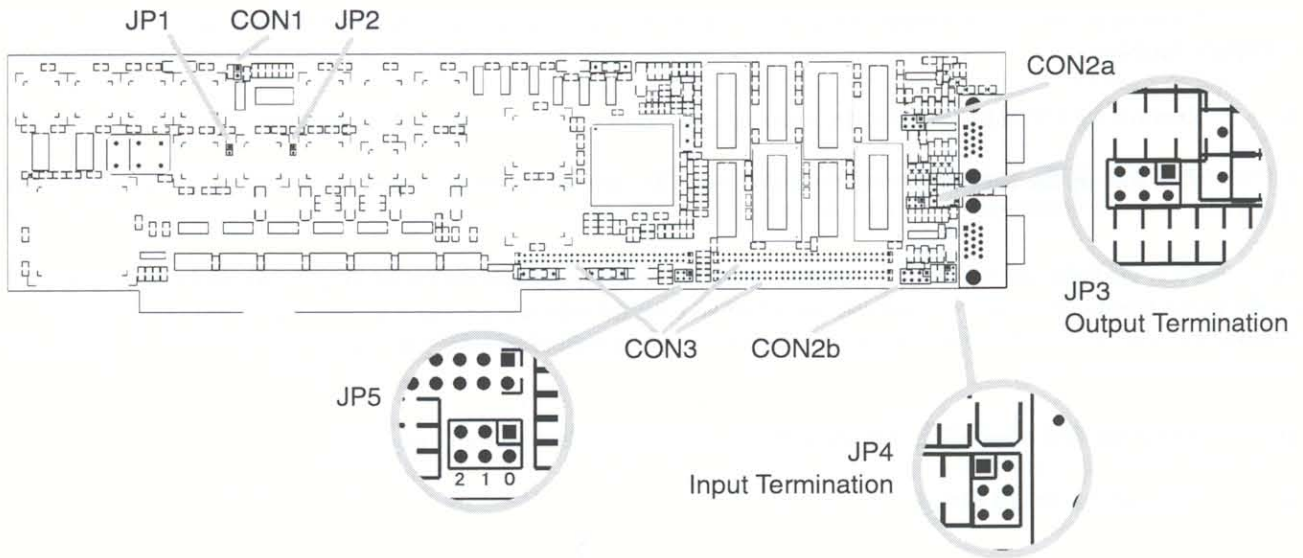 JP1
CON1
JP2
CON2a
JP3
Output Termination
CON3
CON2b
JP5
2 1 0
JP4
Input Termination